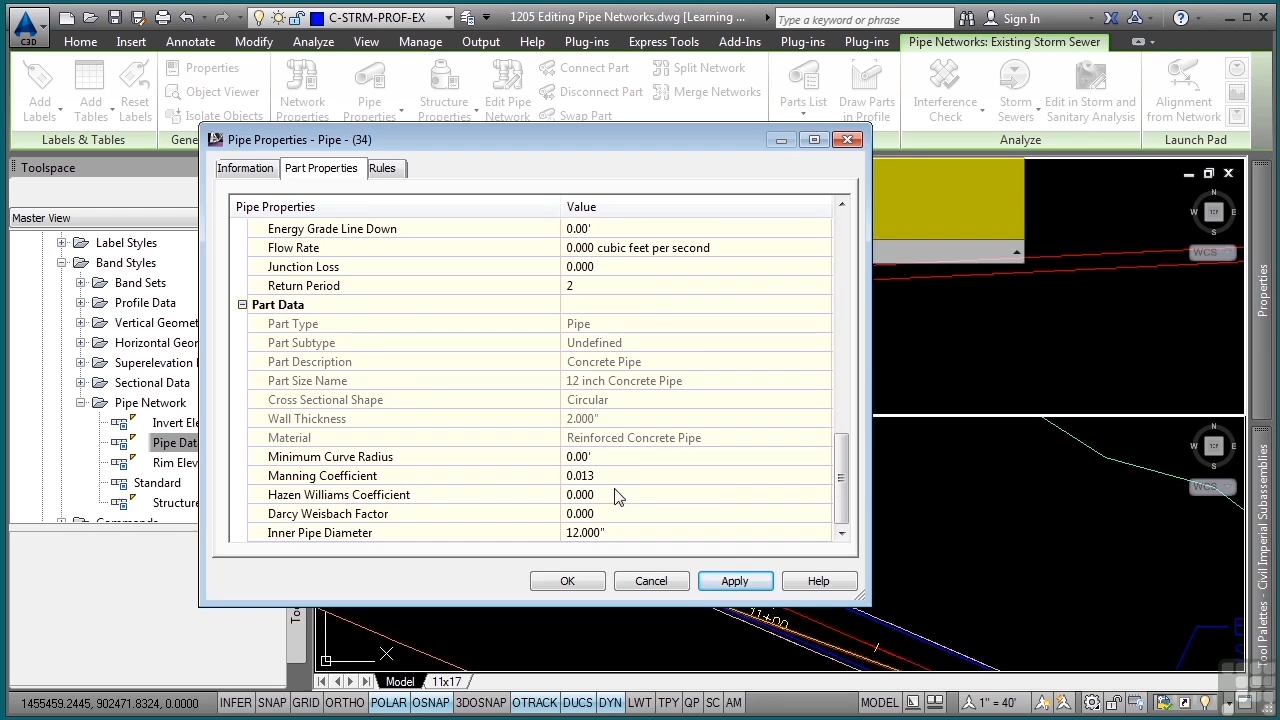 C-STRM-PROF-EX
1205 Editing Pipe Networks.dwg [Learning ...
Type a keyword or phrase
Sign In
C3D
Home Insert Annotate Modify Analyze View Manage Output Help Plug-ins Express Tools Add-Ins Plug-ins Plug-ins Pipe Networks: Existing Storm Sewer
Add Labels
Add Tables
Reset Labels
Properties
Object Viewer
Isolate Objects
Network Properties
Pipe Properties
Structure Properties
Edit Pipe Network
Connect Part
Disconnect Part
Swap Part
Split Network
Merge Networks
Parts List
Draw Parts in Profile
Interference Check
Storm Sewers
Edit in Storm and Sanitary Analysis
Alignment from Network
Labels & Tables
Gene
Analyze
Launch Pad
Pipe Properties - Pipe - (34)
Information Part Properties Rules
Pipe Properties Value
Energy Grade Line Down 0.00'
Flow Rate 0.000 cubic feet per second
Junction Loss 0.000
Return Period 2
Part Data
Part Type Pipe
Part Subtype Undefined
Part Description Concrete Pipe
Part Size Name 12 inch Concrete Pipe
Cross Sectional Shape Circular
Wall Thickness 2.000"
Material Reinforced Concrete Pipe
Minimum Curve Radius 0.00'
Manning Coefficient 0.013
Hazen Williams Coefficient 0.000
Darcy Weisbach Factor 0.000
Inner Pipe Diameter 12.000"
OK Cancel Apply Help
Toolspace
Master View
Label Styles
Band Styles
Band Sets
Profile Data
Vertical Geomet
Horizontal Geor
Superelevation
Sectional Data
Pipe Network
Invert Ele
Pipe Dat
Rim Elev
Standard
Structure
N
W TOP E
S
WCS
N
W TOP E
S
WCS
Properties
Tool Palettes - Civil Imperial Subassemblies
11+00
X
Model 11x17
1455459.2445, 902471.8324, 0.0000
INFER SNAP GRID ORTHO POLAR OSNAP 3DOSNAP OTRACK DUCS DYN LWT TPY QP SC AM
MODEL
1" = 40'